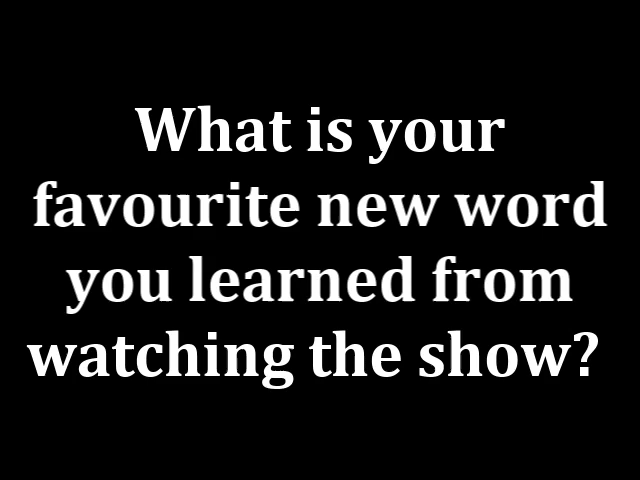 What is your
favourite new word
you learned from
watching the show?